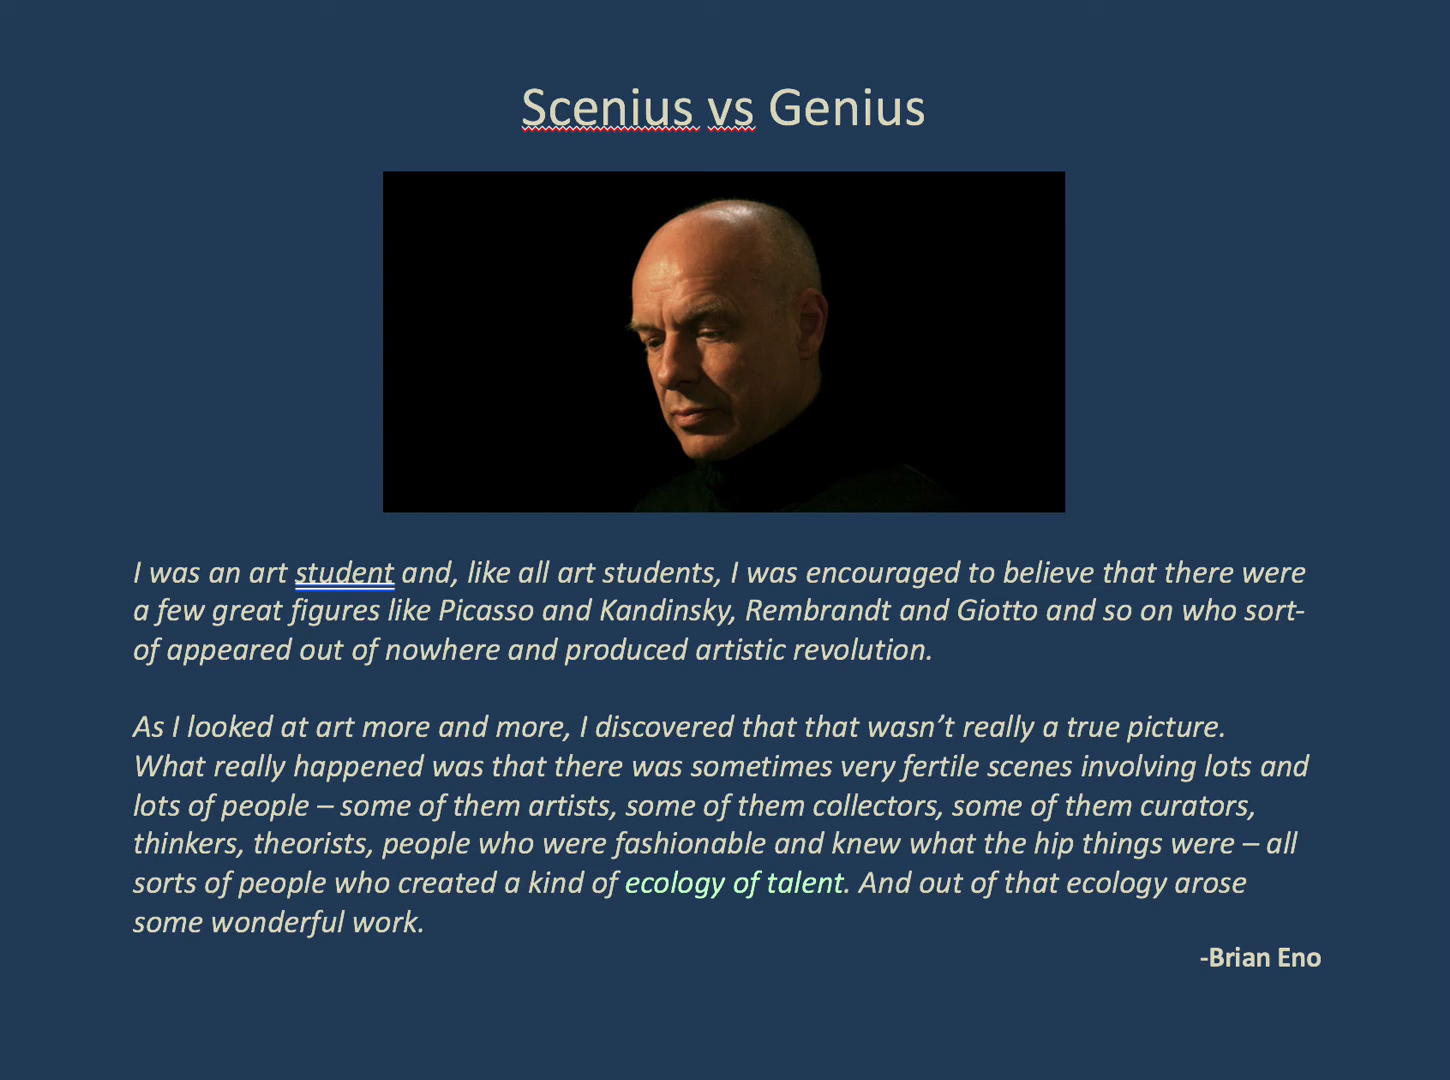 Scenius vs Genius
I was an art student and, like all art students, I was encouraged to believe that there were
a few great figures like Picasso and Kandinsky, Rembrandt and Giotto and so on who sort-
of appeared out of nowhere and produced artistic revolution.
As I looked at art more and more, I discovered that that wasn’t really a true picture.
What really happened was that there was sometimes very fertile scenes involving lots and
lots of people – some of them artists, some of them collectors, some of them curators,
thinkers, theorists, people who were fashionable and knew what the hip things were – all
sorts of people who created a kind of ecology of talent. And out of that ecology arose
some wonderful work.
-Brian Eno